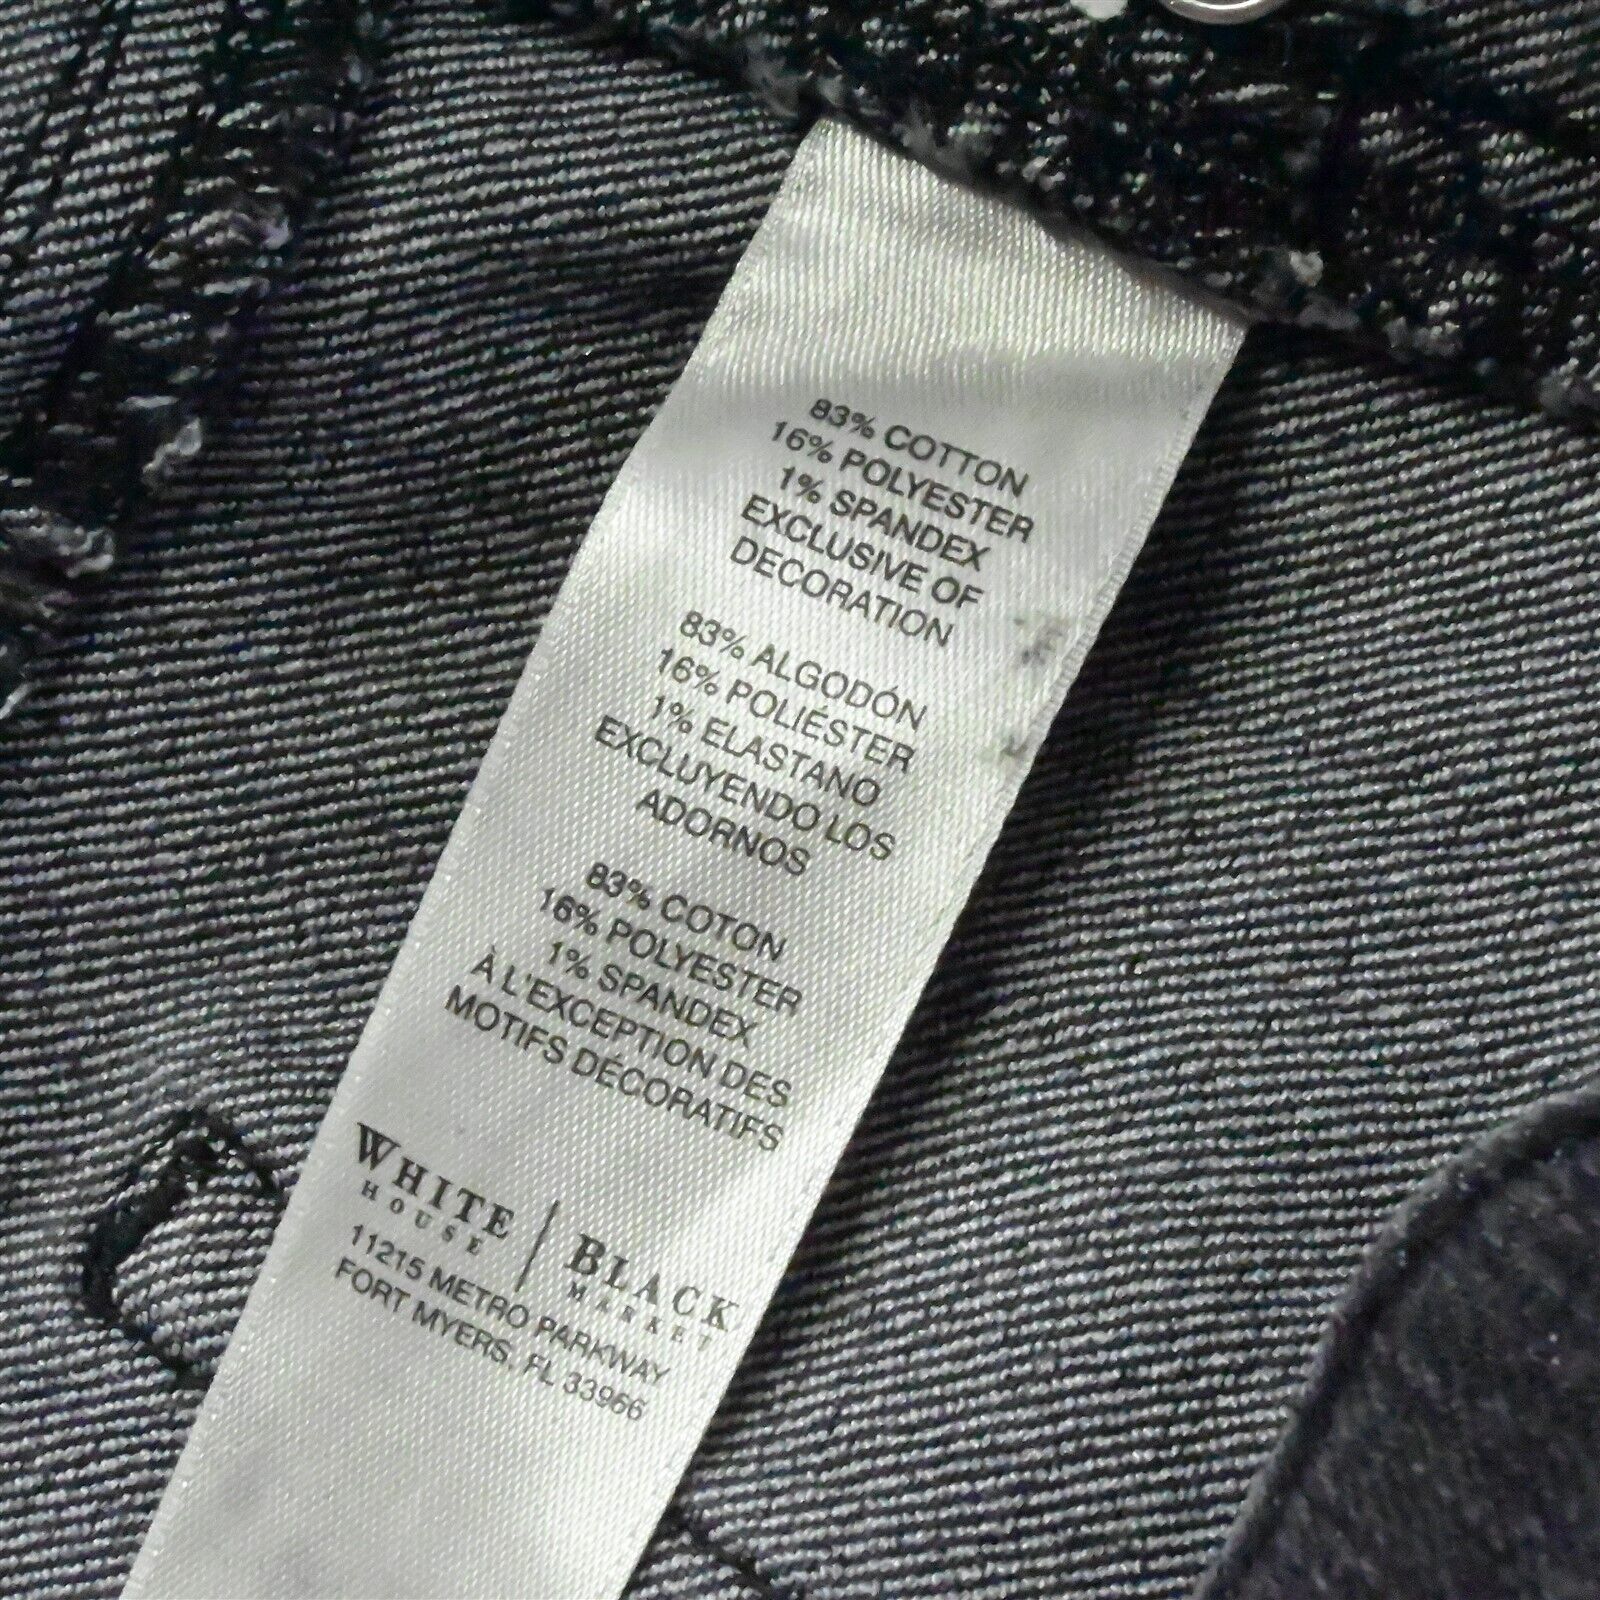 83% COTTON
16% POLYESTER
1% SPANDEX
EXCLUSIVE OF
DECORATION
83% ALGODÓN
16% POLIÉSTER
1% ELASTANO
EXCLUYENDO LOS
ADORNOS
83% COTON
16% POLYESTER
1% SPANDEX
À L'EXCEPTION DES
MOTIFS DÉCORATIFS
WHITE | BLACK
HOUSE MARKET
11215 METRO PARKWAY
FORT MYERS, FL 33966